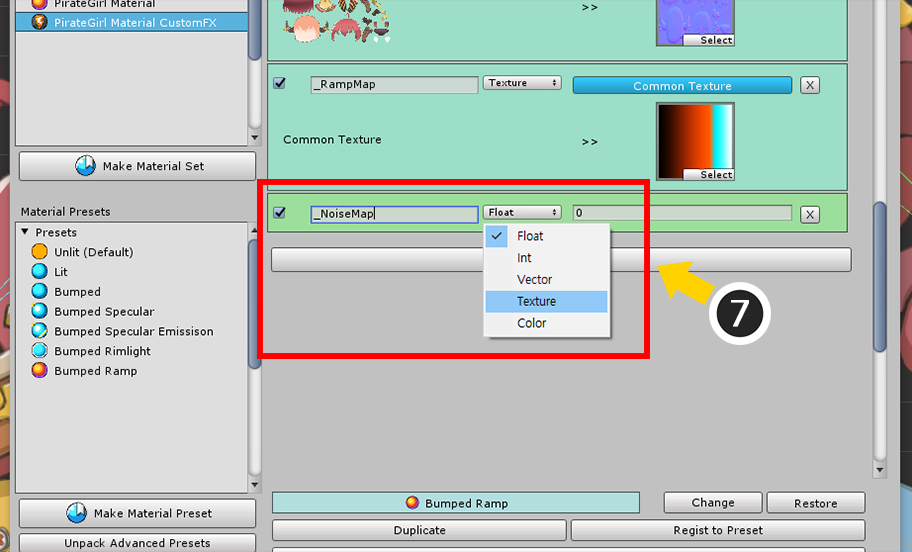 PirateGirl Material
PirateGirl Material CustomFX
Make Material Set
Material Presets
Presets
Unlit (Default)
Lit
Bumped
Bumped Specular
Bumped Specular Emissison
Bumped Rimlight
Bumped Ramp
Make Material Preset
Unpack Advanced Presets
>>
Select
_RampMap
Texture
Common Texture
X
Common Texture
>>
Select
_NoiseMap
Float
0
X
Float
Int
Vector
Texture
Color
7
Bumped Ramp
Change
Restore
Duplicate
Regist to Preset